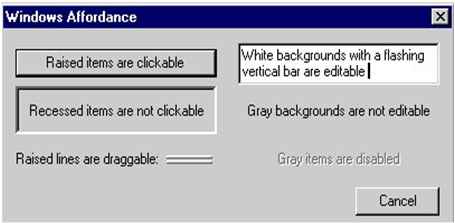 Windows Affordance
Raised items are clickable
White backgrounds with a flashing
vertical bar are editable
Recessed items are not clickable
Gray backgrounds are not editable
Raised lines are draggable:
Gray items are disabled
Cancel